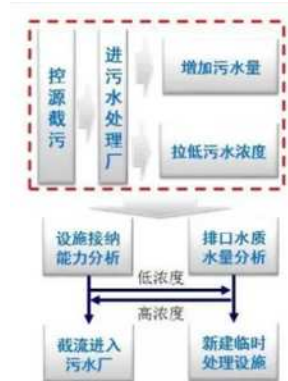 控
源
截
污
进
污
水
处
理
厂
增加污水量
拉低污水浓度
设施接纳
能力分析
排口水质
水量分析
低浓度
高浓度
截流进入
污水厂
新建临时
处理设施